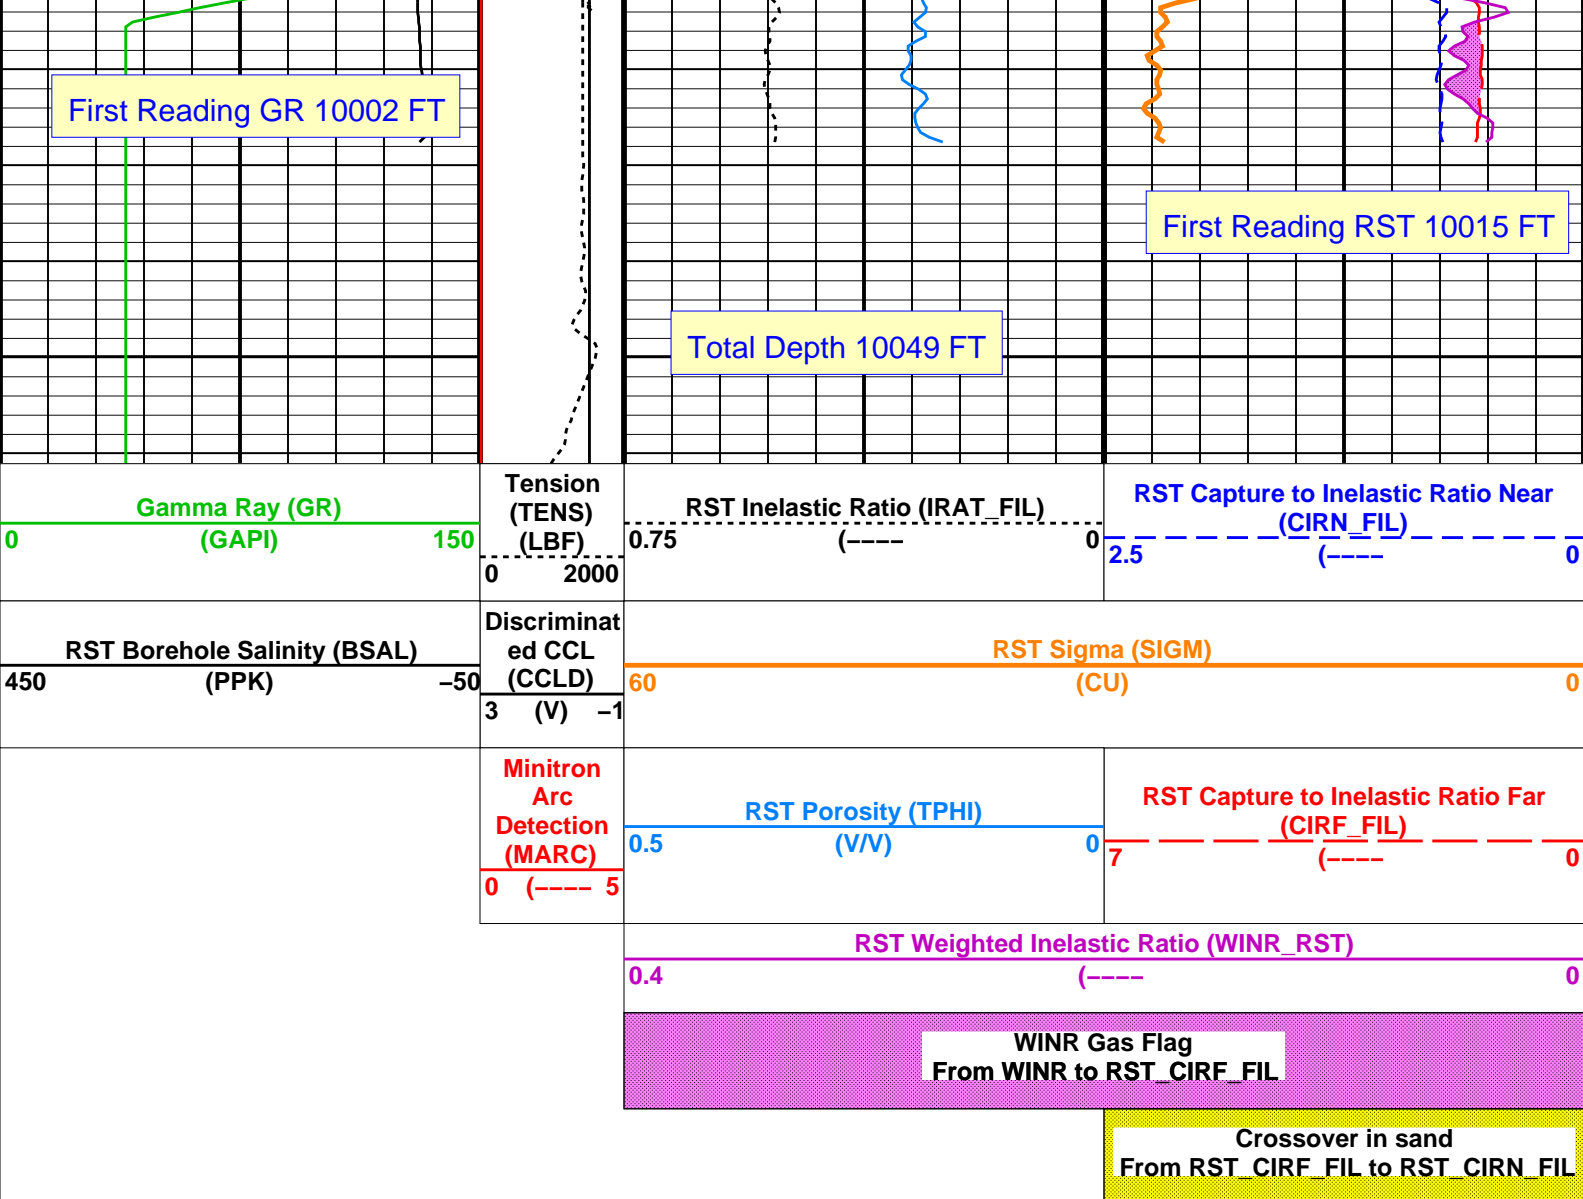 First Reading GR 10002 FT
First Reading RST 10015 FT
Total Depth 10049 FT
Gamma Ray (GR)
0 (GAPI) 150
Tension
(TENS)
(LBF)
0 2000
RST Inelastic Ratio (IRAT_FIL)
0.75 (---- 0
RST Capture to Inelastic Ratio Near
(CIRN_FIL)
2.5 (---- 0
RST Borehole Salinity (BSAL)
450 (PPK) -50
Discriminat
ed CCL
(CCLD)
3 (V) -1
RST Sigma (SIGM)
60 (CU) 0
Minitron
Arc
Detection
(MARC)
0 (---- 5
RST Porosity (TPHI)
0.5 (V/V) 0
RST Capture to Inelastic Ratio Far
(CIRF_FIL)
7 (---- 0
RST Weighted Inelastic Ratio (WINR_RST)
0.4 (---- 0
WINR Gas Flag
From WINR to RST_CIRF_FIL
Crossover in sand
From RST_CIRF_FIL to RST_CIRN_FIL